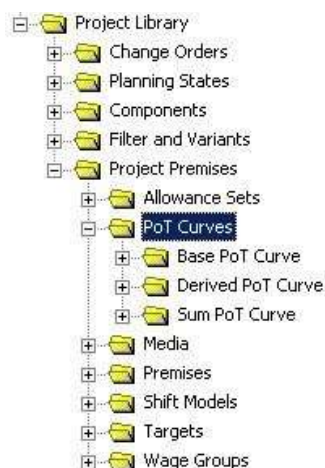 Project Library
Change Orders
Planning States
Components
Filter and Variants
Project Premises
Allowance Sets
PoT Curves
Base PoT Curve
Derived PoT Curve
Sum PoT Curve
Media
Premises
Shift Models
Targets
Wage Groups